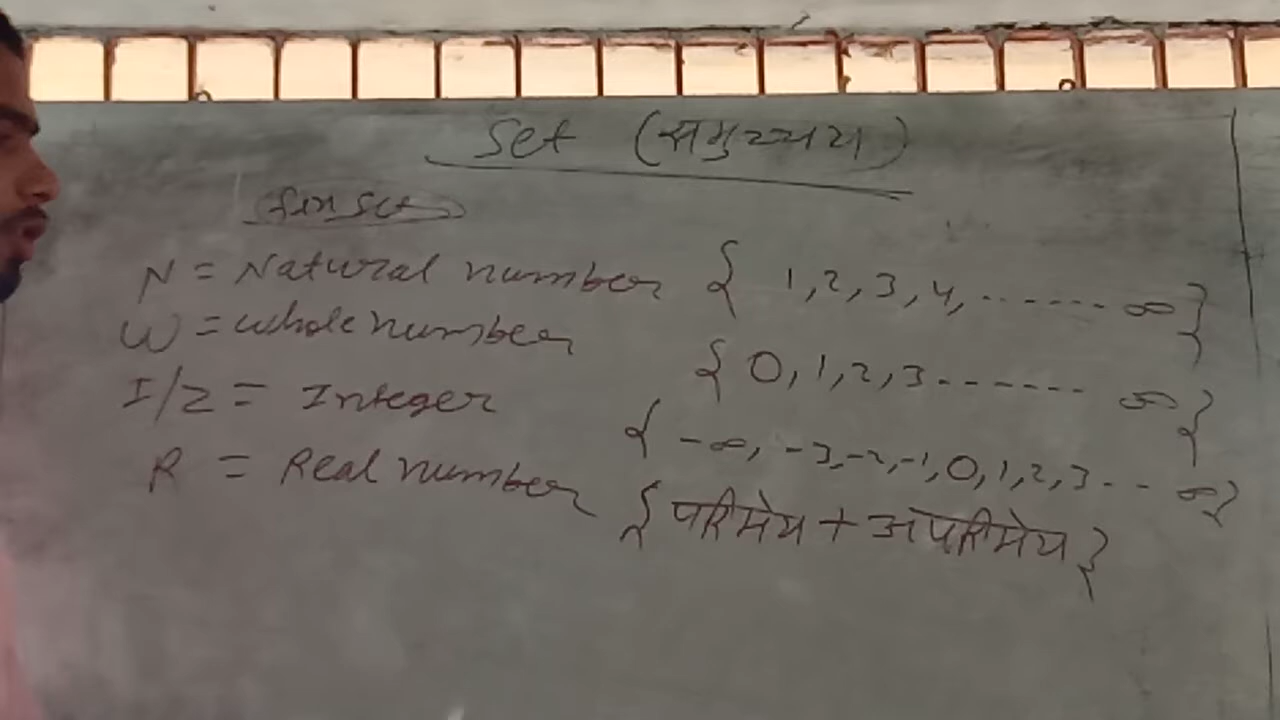 Set (समुच्चय)
N = Natural number { 1, 2, 3, 4, ....... ∞ }
W = whole number { 0, 1, 2, 3 ------- ∞ }
I/Z = Integer { -∞, -3, -2, -1, 0, 1, 2, 3 -- - ∞ }
R = Real number { परिमेय + अपरिमेय }